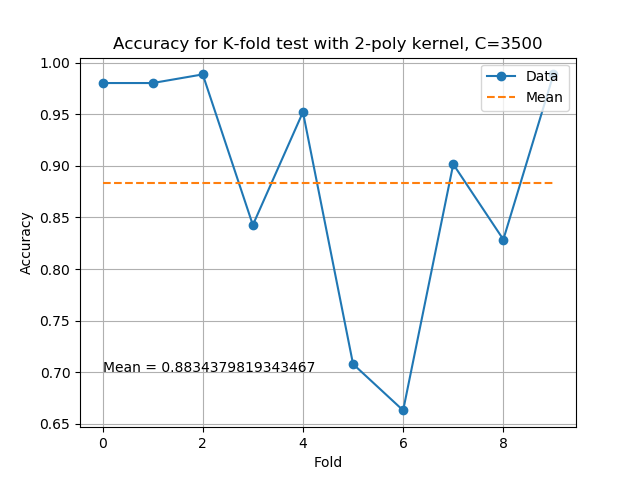 Accuracy for K-fold test with 2-poly kernel, C=3500
Data
Mean
1.00
0.95
0.90
0.85
0.80
0.75
0.70
0.65
Accuracy
Mean = 0.8834379819343467
0 2 4 6 8
Fold